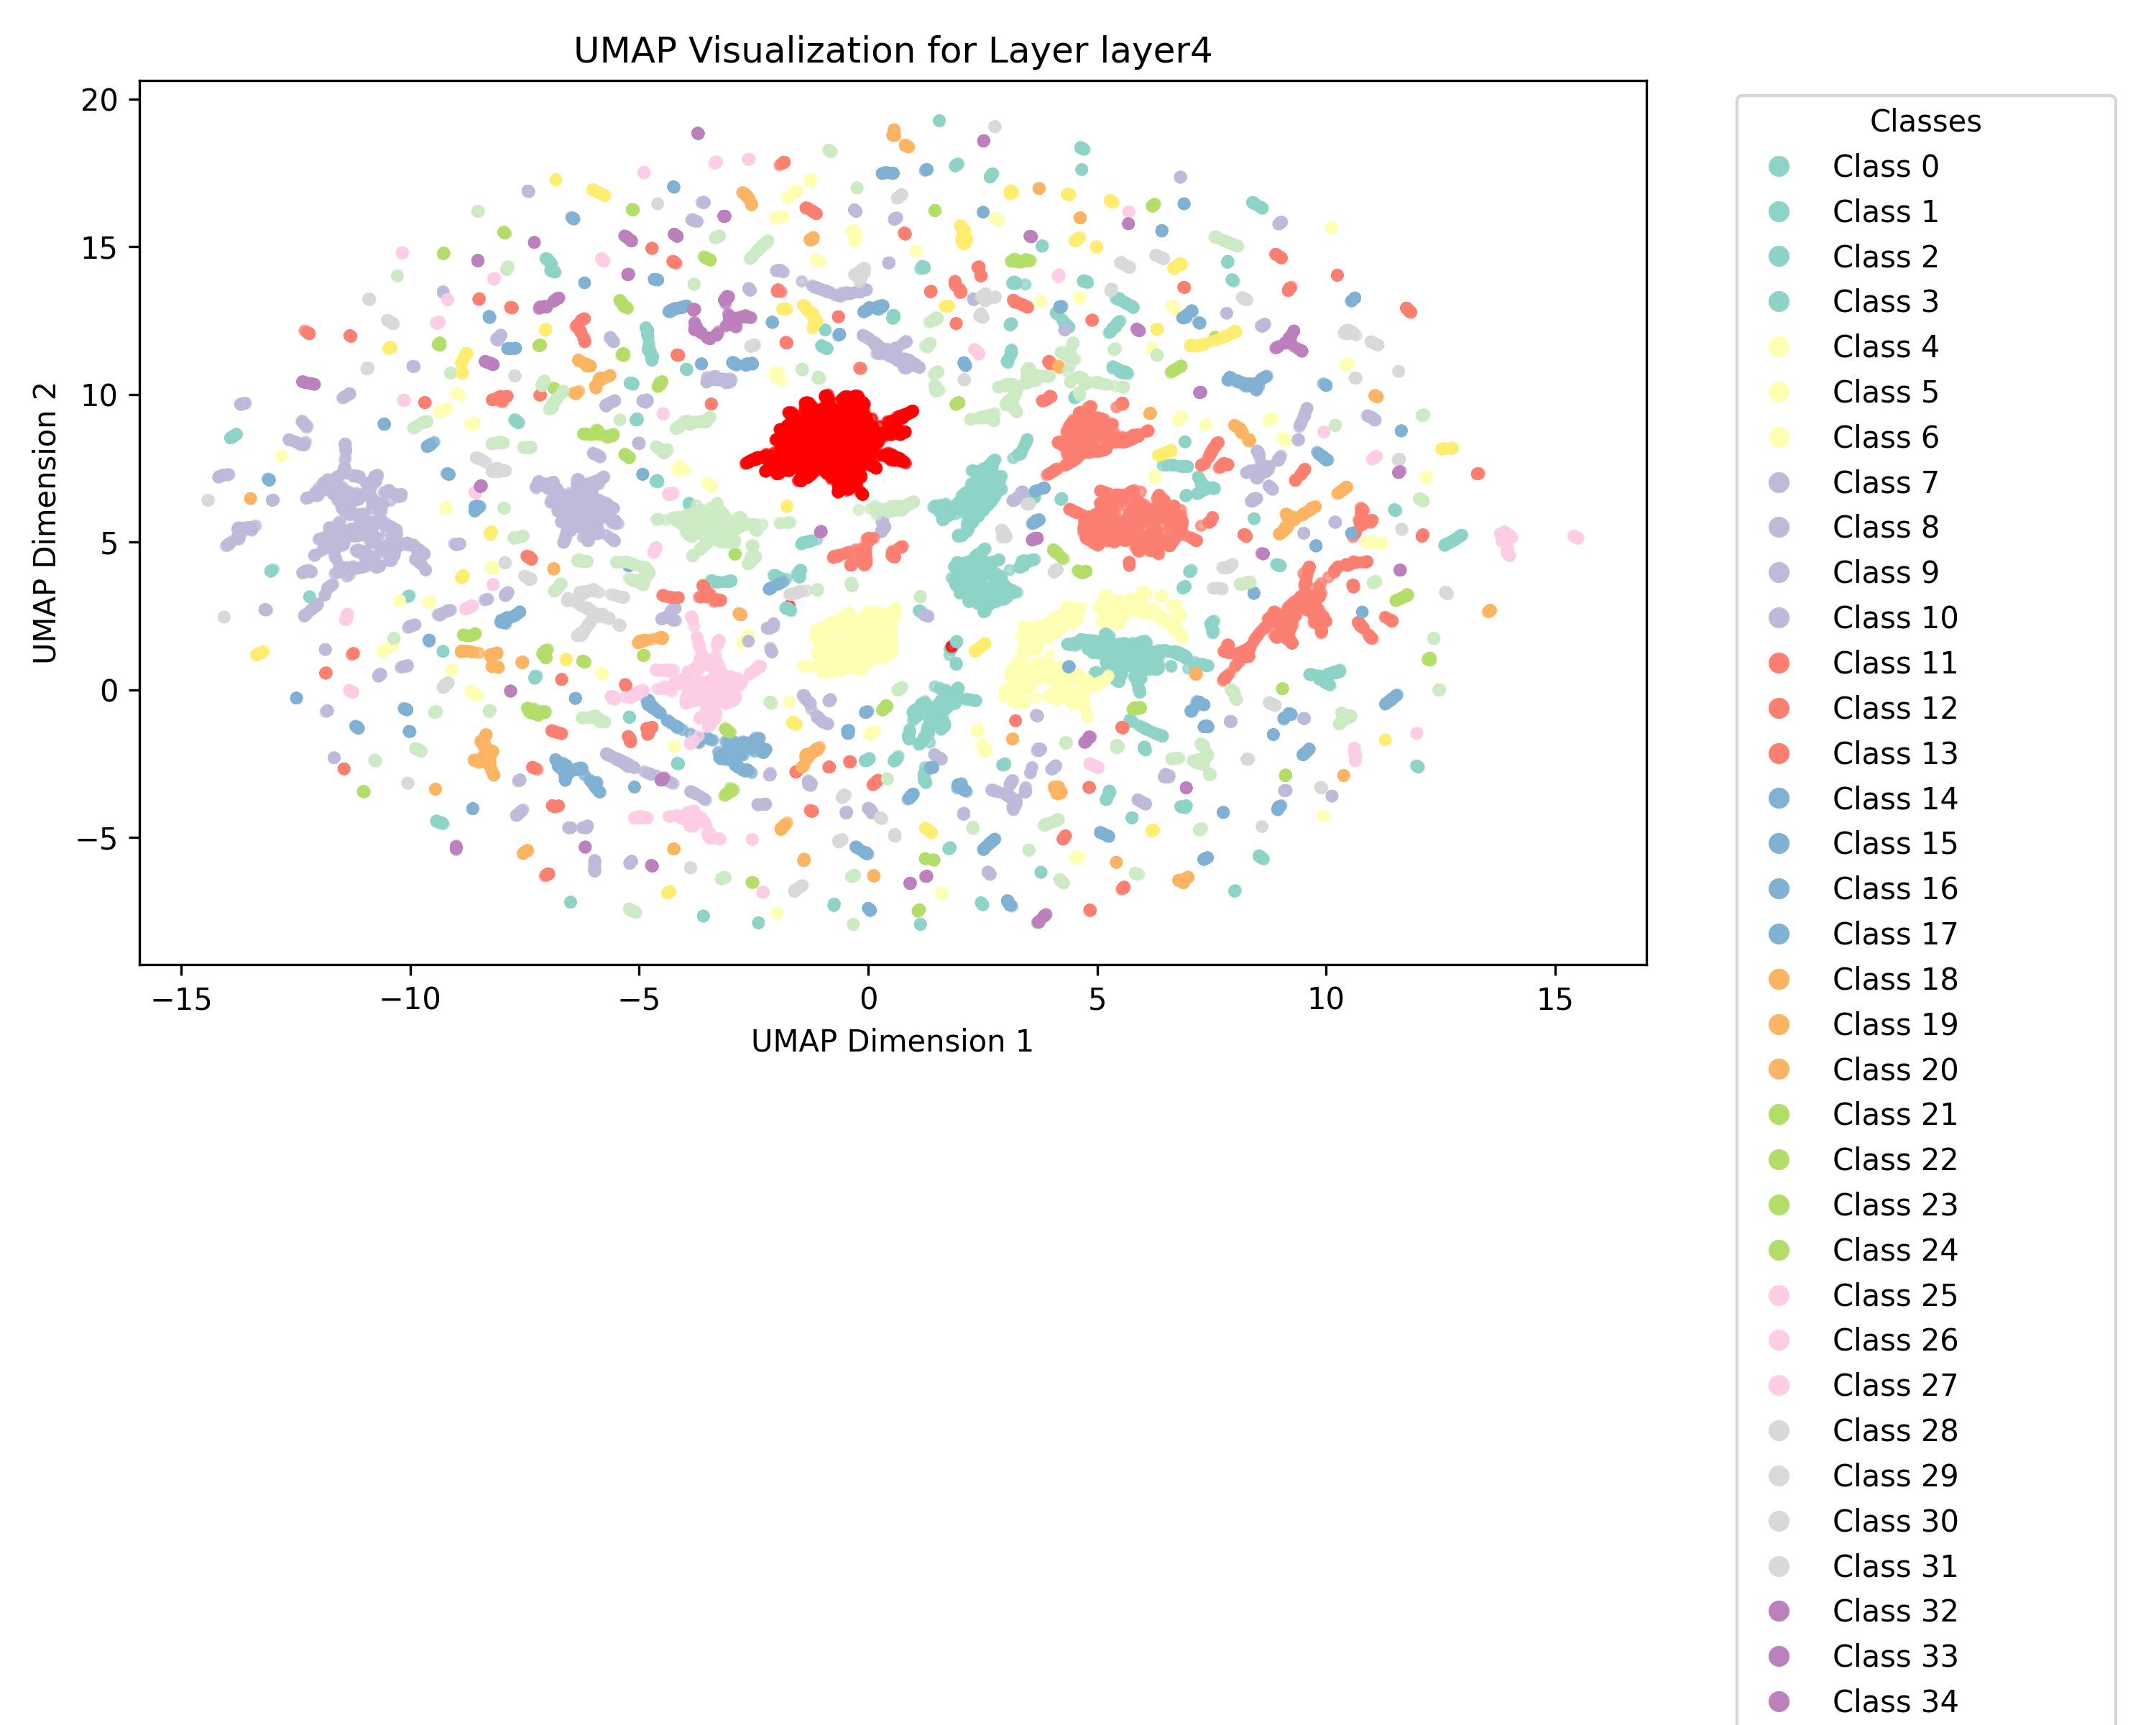 UMAP Visualization for Layer layer4
20
15
10
5
0
−5
−15
−10
−5
0
5
10
15
UMAP Dimension 1
UMAP Dimension 2
Classes
Class 0
Class 1
Class 2
Class 3
Class 4
Class 5
Class 6
Class 7
Class 8
Class 9
Class 10
Class 11
Class 12
Class 13
Class 14
Class 15
Class 16
Class 17
Class 18
Class 19
Class 20
Class 21
Class 22
Class 23
Class 24
Class 25
Class 26
Class 27
Class 28
Class 29
Class 30
Class 31
Class 32
Class 33
Class 34